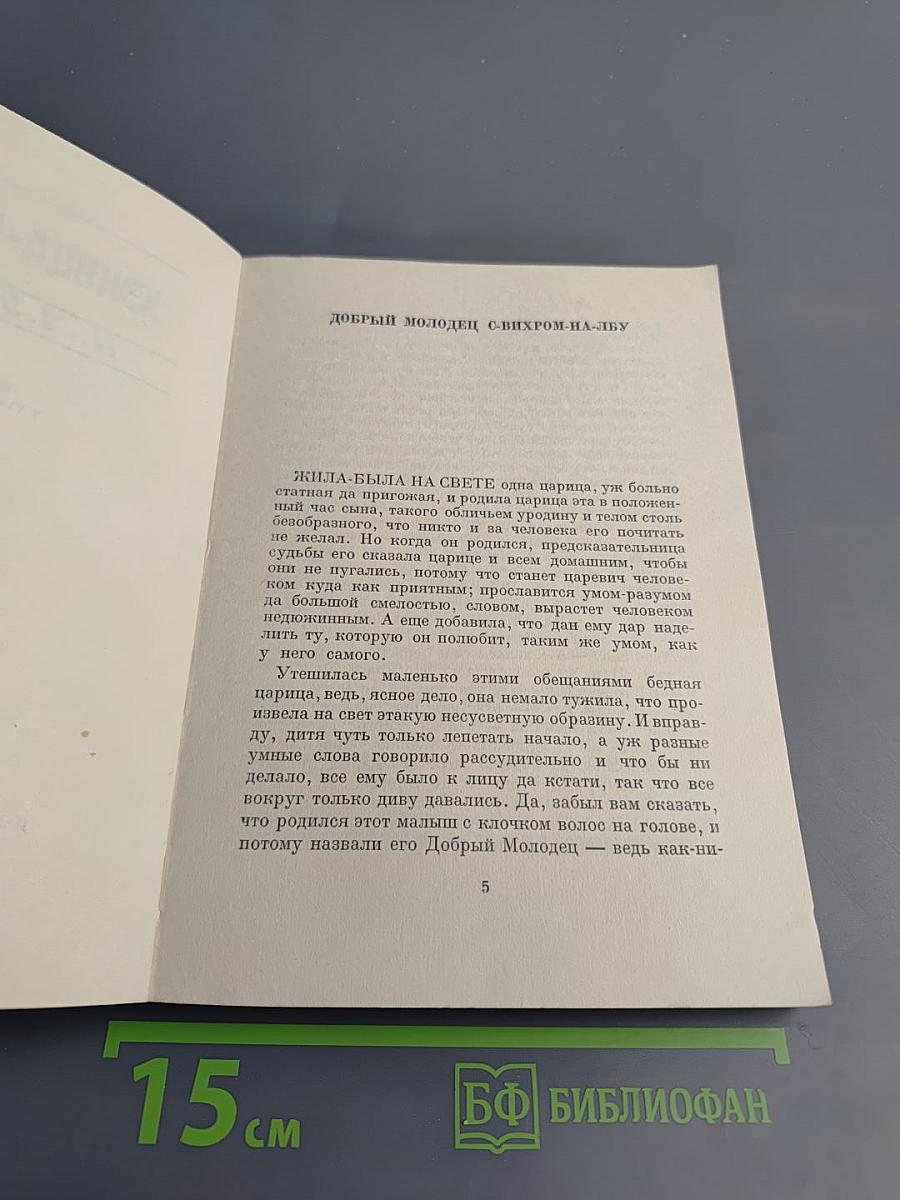 ДОБРЫЙ МОЛОДЕЦ С-ВИХРОМ-НА-ЛБУ
ЖИЛА-БЫЛА НА СВЕТЕ одна царица, уж больно
статная да пригожая, и родила царица эта в положен-
ный час сына, такого обличьем уродину и телом столь
безобразного, что никто и за человека его почитать
не желал. Но когда он родился, предсказательница
судьбы его сказала царице и всем домашним, чтобы
они не пугались, потому что станет царевич челове-
ком куда как приятным; прославится умом-разумом
да большой смелостью, словом, вырастет человеком
недюжинным. А еще добавила, что дан ему дар наде-
лить ту, которую он полюбит, таким же умом, как
у него самого.
Утешилась маленько этими обещаниями бедная
царица, ведь, ясное дело, она немало тужила, что про-
извела на свет этакую несусветную образину. И вправ-
ду, дитя чуть только лепетать начало, а уж разные
умные слова говорило рассудительно и что бы ни
делало, все ему было к лицу да кстати, так что все
вокруг только диву давались. Да, забыл вам сказать,
что родился этот малыш с клочком волос на голове, и
потому назвали его Добрый Молодец — ведь как-ни-
5
15 см
БФ БИБЛИОФАН